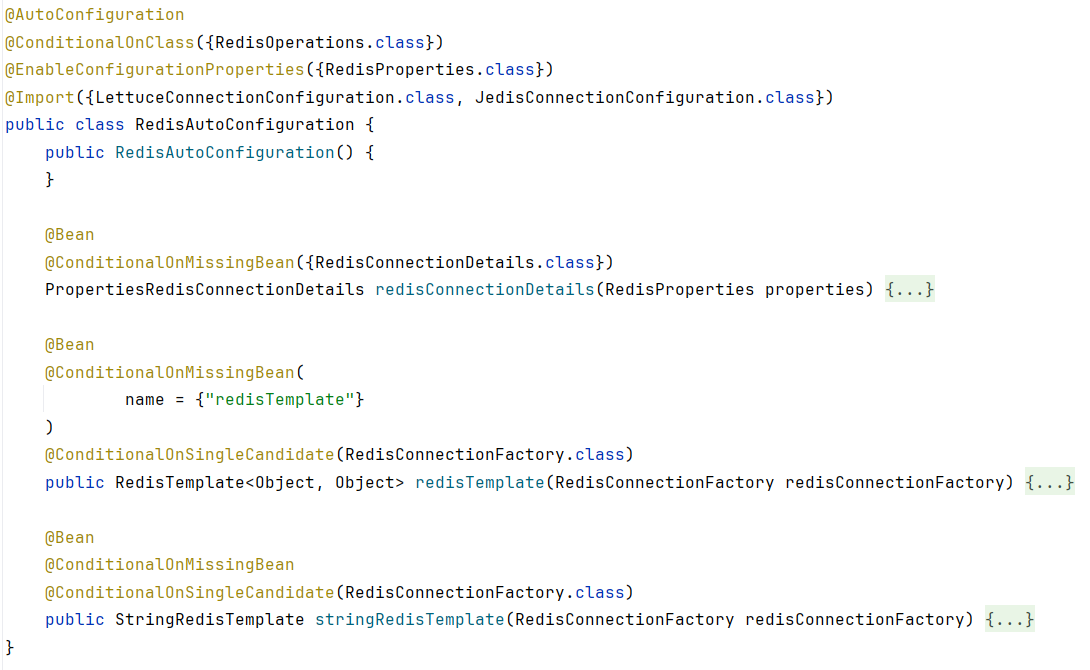 @AutoConfiguration
@ConditionalOnClass({RedisOperations.class})
@EnableConfigurationProperties({RedisProperties.class})
@Import({LettuceConnectionConfiguration.class, JedisConnectionConfiguration.class})
public class RedisAutoConfiguration {
    public RedisAutoConfiguration() {
    }

    @Bean
    @ConditionalOnMissingBean({RedisConnectionDetails.class})
    PropertiesRedisConnectionDetails redisConnectionDetails(RedisProperties properties) {...}

    @Bean
    @ConditionalOnMissingBean(
            name = {"redisTemplate"}
    )
    @ConditionalOnSingleCandidate(RedisConnectionFactory.class)
    public RedisTemplate<Object, Object> redisTemplate(RedisConnectionFactory redisConnectionFactory) {...}

    @Bean
    @ConditionalOnMissingBean
    @ConditionalOnSingleCandidate(RedisConnectionFactory.class)
    public StringRedisTemplate stringRedisTemplate(RedisConnectionFactory redisConnectionFactory) {...}
}